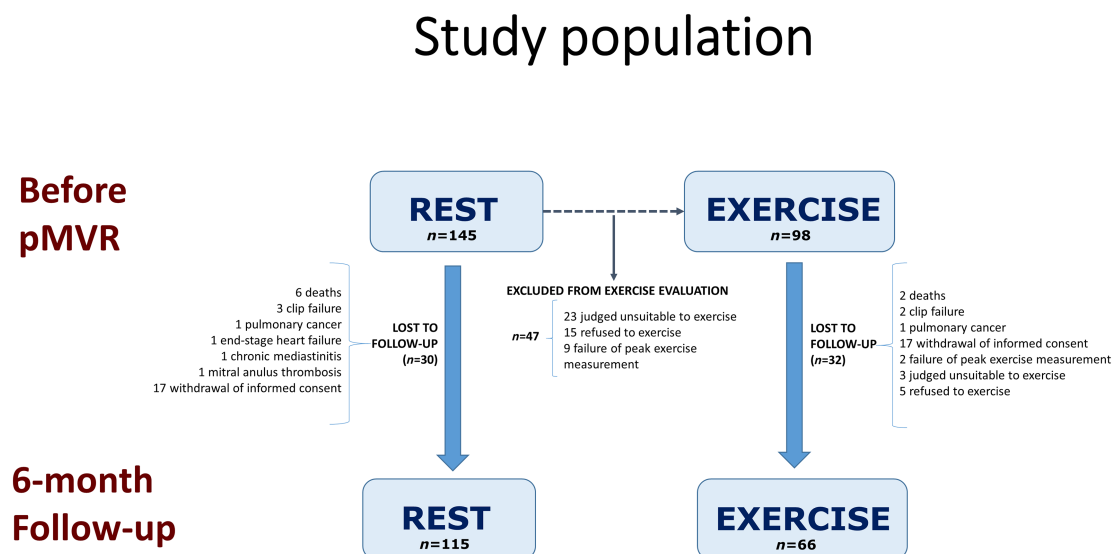 Study population
Before
pMVR
REST
n=145
EXERCISE
n=98
6 deaths
3 clip failure
1 pulmonary cancer
1 end-stage heart failure
1 chronic mediastinitis
1 mitral anulus thrombosis
17 withdrawal of informed consent
LOST TO
FOLLOW-UP
(n=30)
EXCLUDED FROM EXERCISE EVALUATION
n=47
23 judged unsuitable to exercise
15 refused to exercise
9 failure of peak exercise
measurement
LOST TO
FOLLOW-UP
(n=32)
2 deaths
2 clip failure
1 pulmonary cancer
17 withdrawal of informed consent
2 failure of peak exercise measurement
3 judged unsuitable to exercise
5 refused to exercise
6-month
Follow-up
REST
n=115
EXERCISE
n=66